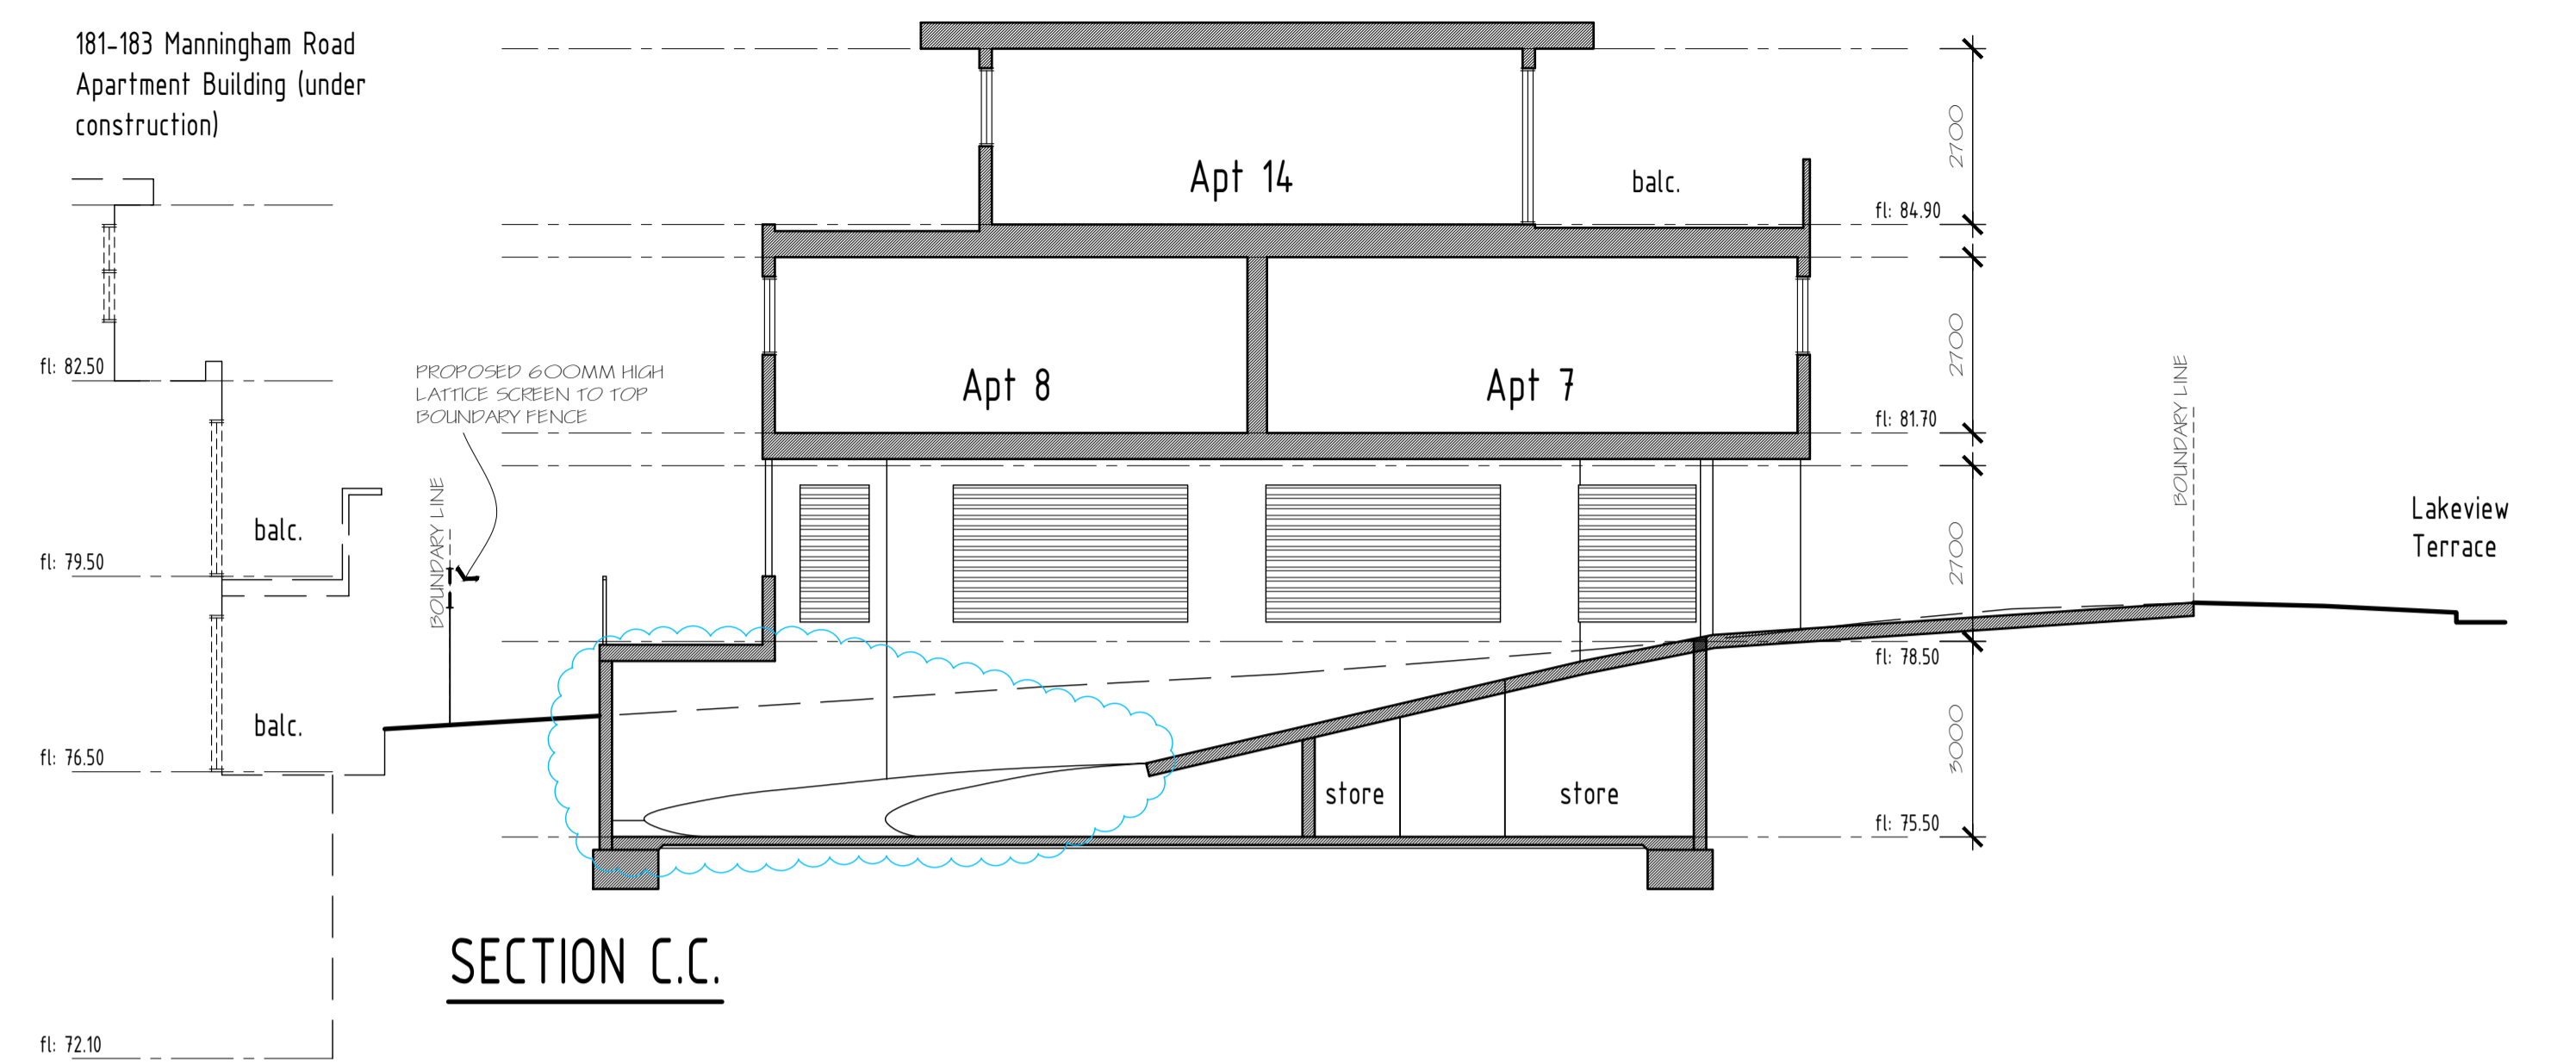 181-183 Manningham Road
Apartment Building (under
construction)
2700
Apt 14
balc.
fl: 84.90
2700
Apt 8
Apt 7
fl: 82.50
PROPOSED 600MM HIGH
LATTICE SCREEN TO TOP
BOUNDARY FENCE
fl: 81.70
BOUNDARY LINE
BOUNDARY LINE
balc.
fl: 79.50
2700
Lakeview
Terrace
fl: 78.50
balc.
fl: 76.50
3000
store
store
fl: 75.50
SECTION C.C.
fl: 72.10